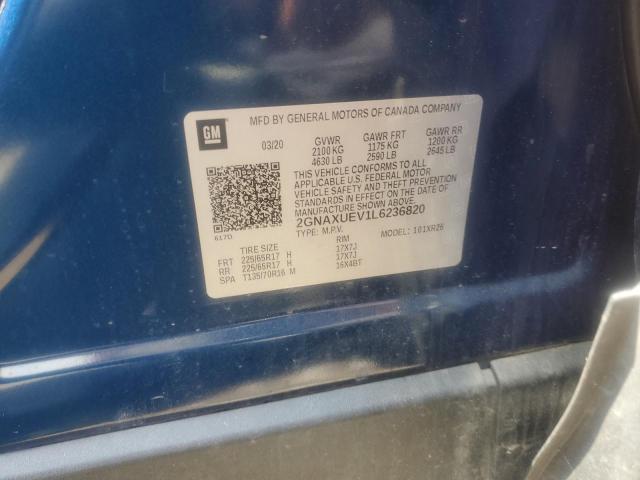 GM
MFD BY GENERAL MOTORS OF CANADA COMPANY
03/20 GVWR GAWR FRT GAWR RR
2100 KG 1175 KG 1200 KG
4630 LB 2590 LB 2645 LB
THIS VEHICLE CONFORMS TO ALL
APPLICABLE U.S. FEDERAL MOTOR
VEHICLE SAFETY AND THEFT PREVENTION
STANDARDS IN EFFECT ON THE DATE OF
MANUFACTURE SHOWN ABOVE.
2GNAXUEV1L6236820
617D TYPE: M.P.V. MODEL: 101XR26
TIRE SIZE RIM
FRT 225/65R17 H 17X7J
RR 225/65R17 H 17X7J
SPA T135/70R16 M 16X4BT